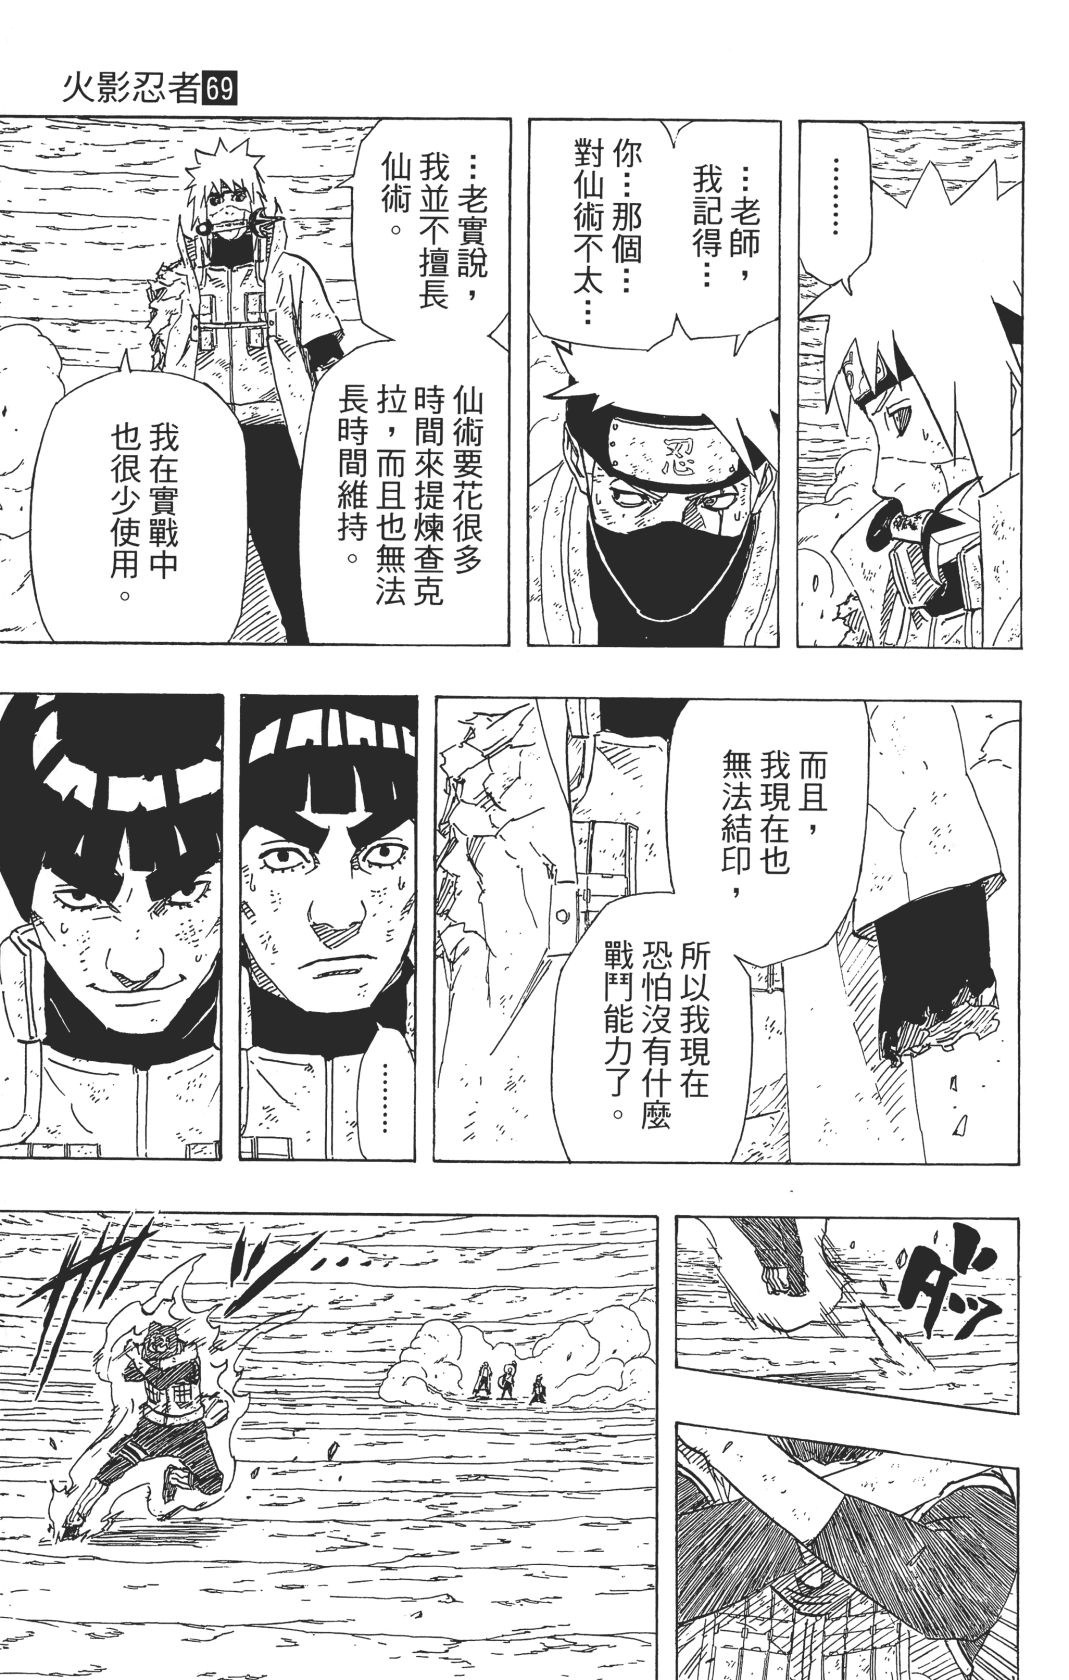 火影忍者69
………
…老師，
我記得…
你…那個…
對仙術不太…
…老實說，
我並不擅長
仙術。
仙術要花很多
時間來提煉查克
拉，而且也無法
長時間維持。
我在實戰中
也很少使用。
而且，
我現在也
無法結印，
所以我現在
恐怕沒有什麼
戰鬥能力了。
………
ダッ